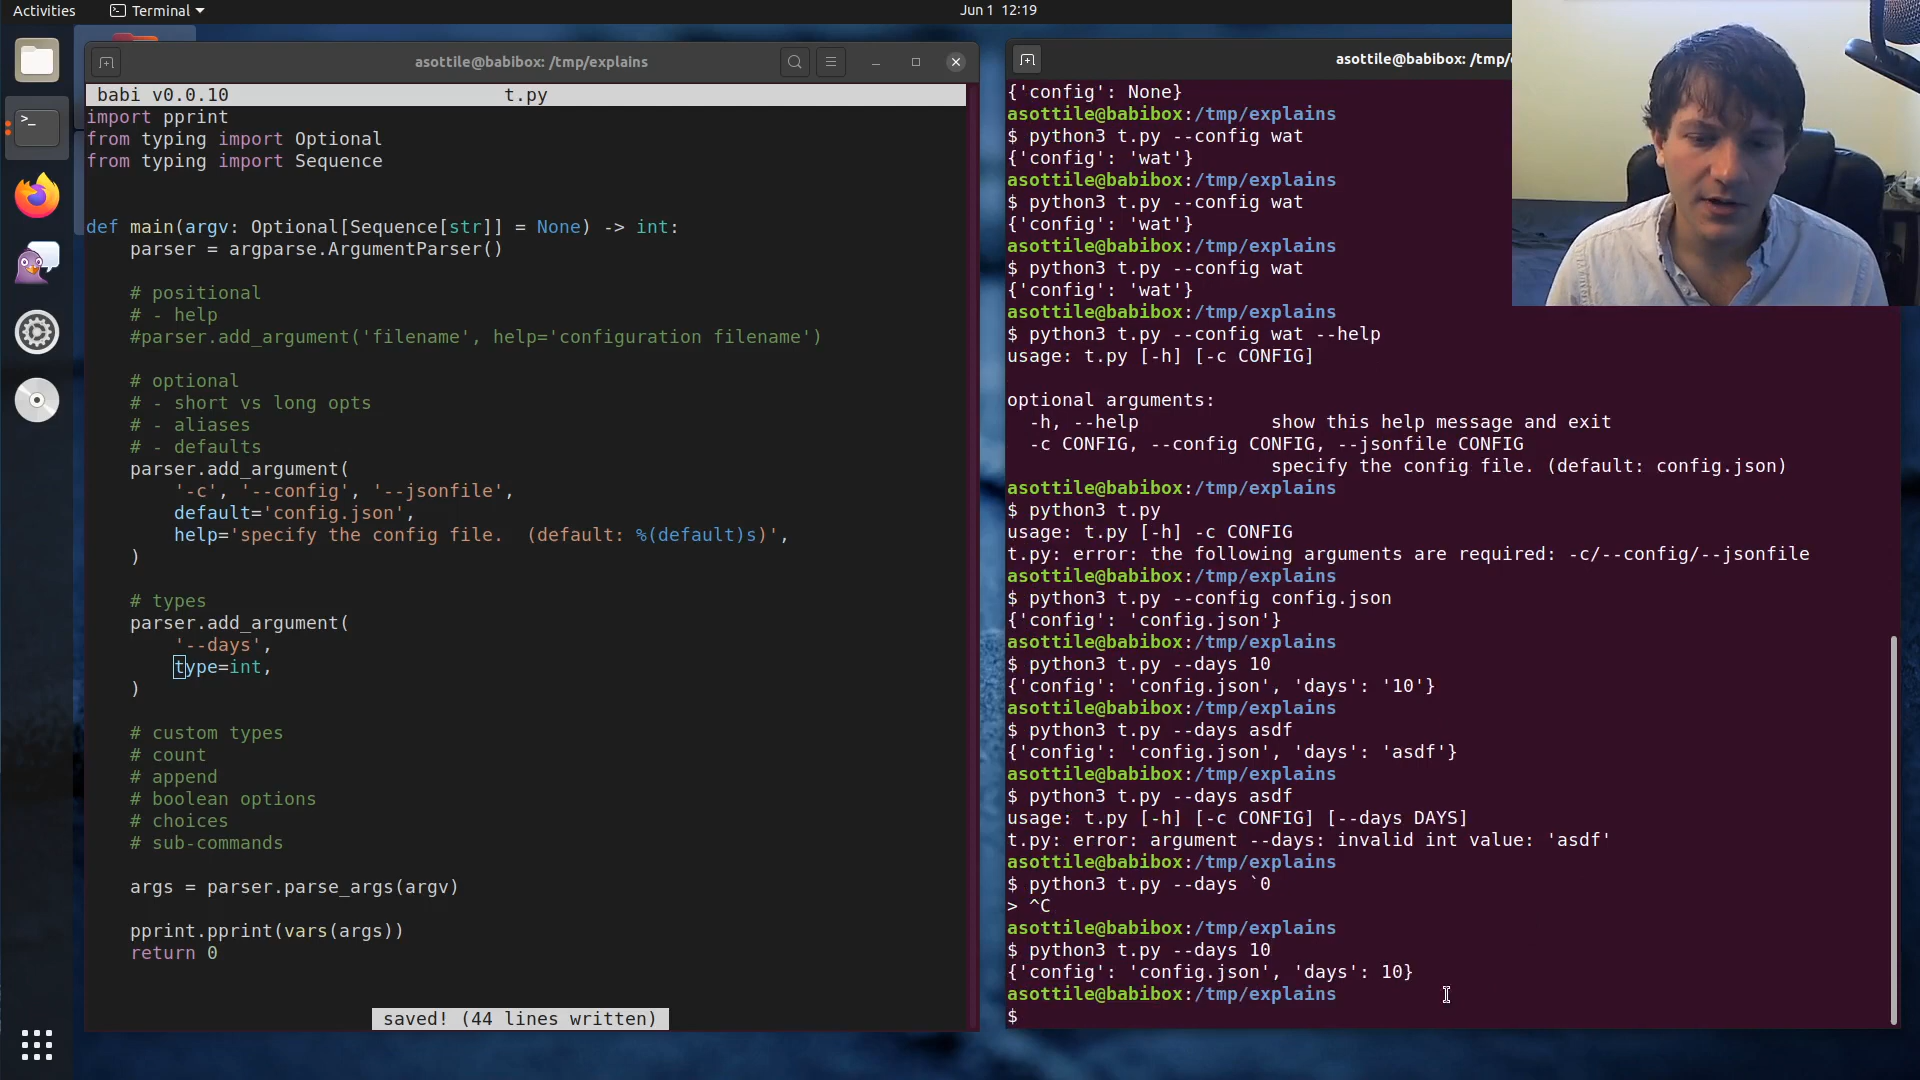 Activities
Terminal
Jun 1 12:19
asottile@babibox: /tmp/explains
babi v0.0.10
t.py
import pprint
from typing import Optional
from typing import Sequence
def main(argv: Optional[Sequence[str]] = None) -> int:
    parser = argparse.ArgumentParser()
    # positional
    # - help
    #parser.add_argument('filename', help='configuration filename')
    # optional
    # - short vs long opts
    # - aliases
    # - defaults
    parser.add_argument(
        '-c', '--config', '--jsonfile',
        default='config.json',
        help='specify the config file.  (default: %(default)s)',
    )
    # types
    parser.add_argument(
        '--days',
        type=int,
    )
    # custom types
    # count
    # append
    # boolean options
    # choices
    # sub-commands
    args = parser.parse_args(argv)
    pprint.pprint(vars(args))
    return 0
saved! (44 lines written)
asottile@babibox: /tmp/
{'config': None}
asottile@babibox:/tmp/explains
$ python3 t.py --config wat
{'config': 'wat'}
asottile@babibox:/tmp/explains
$ python3 t.py --config wat
{'config': 'wat'}
asottile@babibox:/tmp/explains
$ python3 t.py --config wat
{'config': 'wat'}
asottile@babibox:/tmp/explains
$ python3 t.py --config wat --help
usage: t.py [-h] [-c CONFIG]
optional arguments:
  -h, --help            show this help message and exit
  -c CONFIG, --config CONFIG, --jsonfile CONFIG
                        specify the config file. (default: config.json)
asottile@babibox:/tmp/explains
$ python3 t.py
usage: t.py [-h] -c CONFIG
t.py: error: the following arguments are required: -c/--config/--jsonfile
asottile@babibox:/tmp/explains
$ python3 t.py --config config.json
{'config': 'config.json'}
asottile@babibox:/tmp/explains
$ python3 t.py --days 10
{'config': 'config.json', 'days': '10'}
asottile@babibox:/tmp/explains
$ python3 t.py --days asdf
{'config': 'config.json', 'days': 'asdf'}
asottile@babibox:/tmp/explains
$ python3 t.py --days asdf
usage: t.py [-h] [-c CONFIG] [--days DAYS]
t.py: error: argument --days: invalid int value: 'asdf'
asottile@babibox:/tmp/explains
$ python3 t.py --days `0
> ^C
asottile@babibox:/tmp/explains
$ python3 t.py --days 10
{'config': 'config.json', 'days': 10}
asottile@babibox:/tmp/explains
$